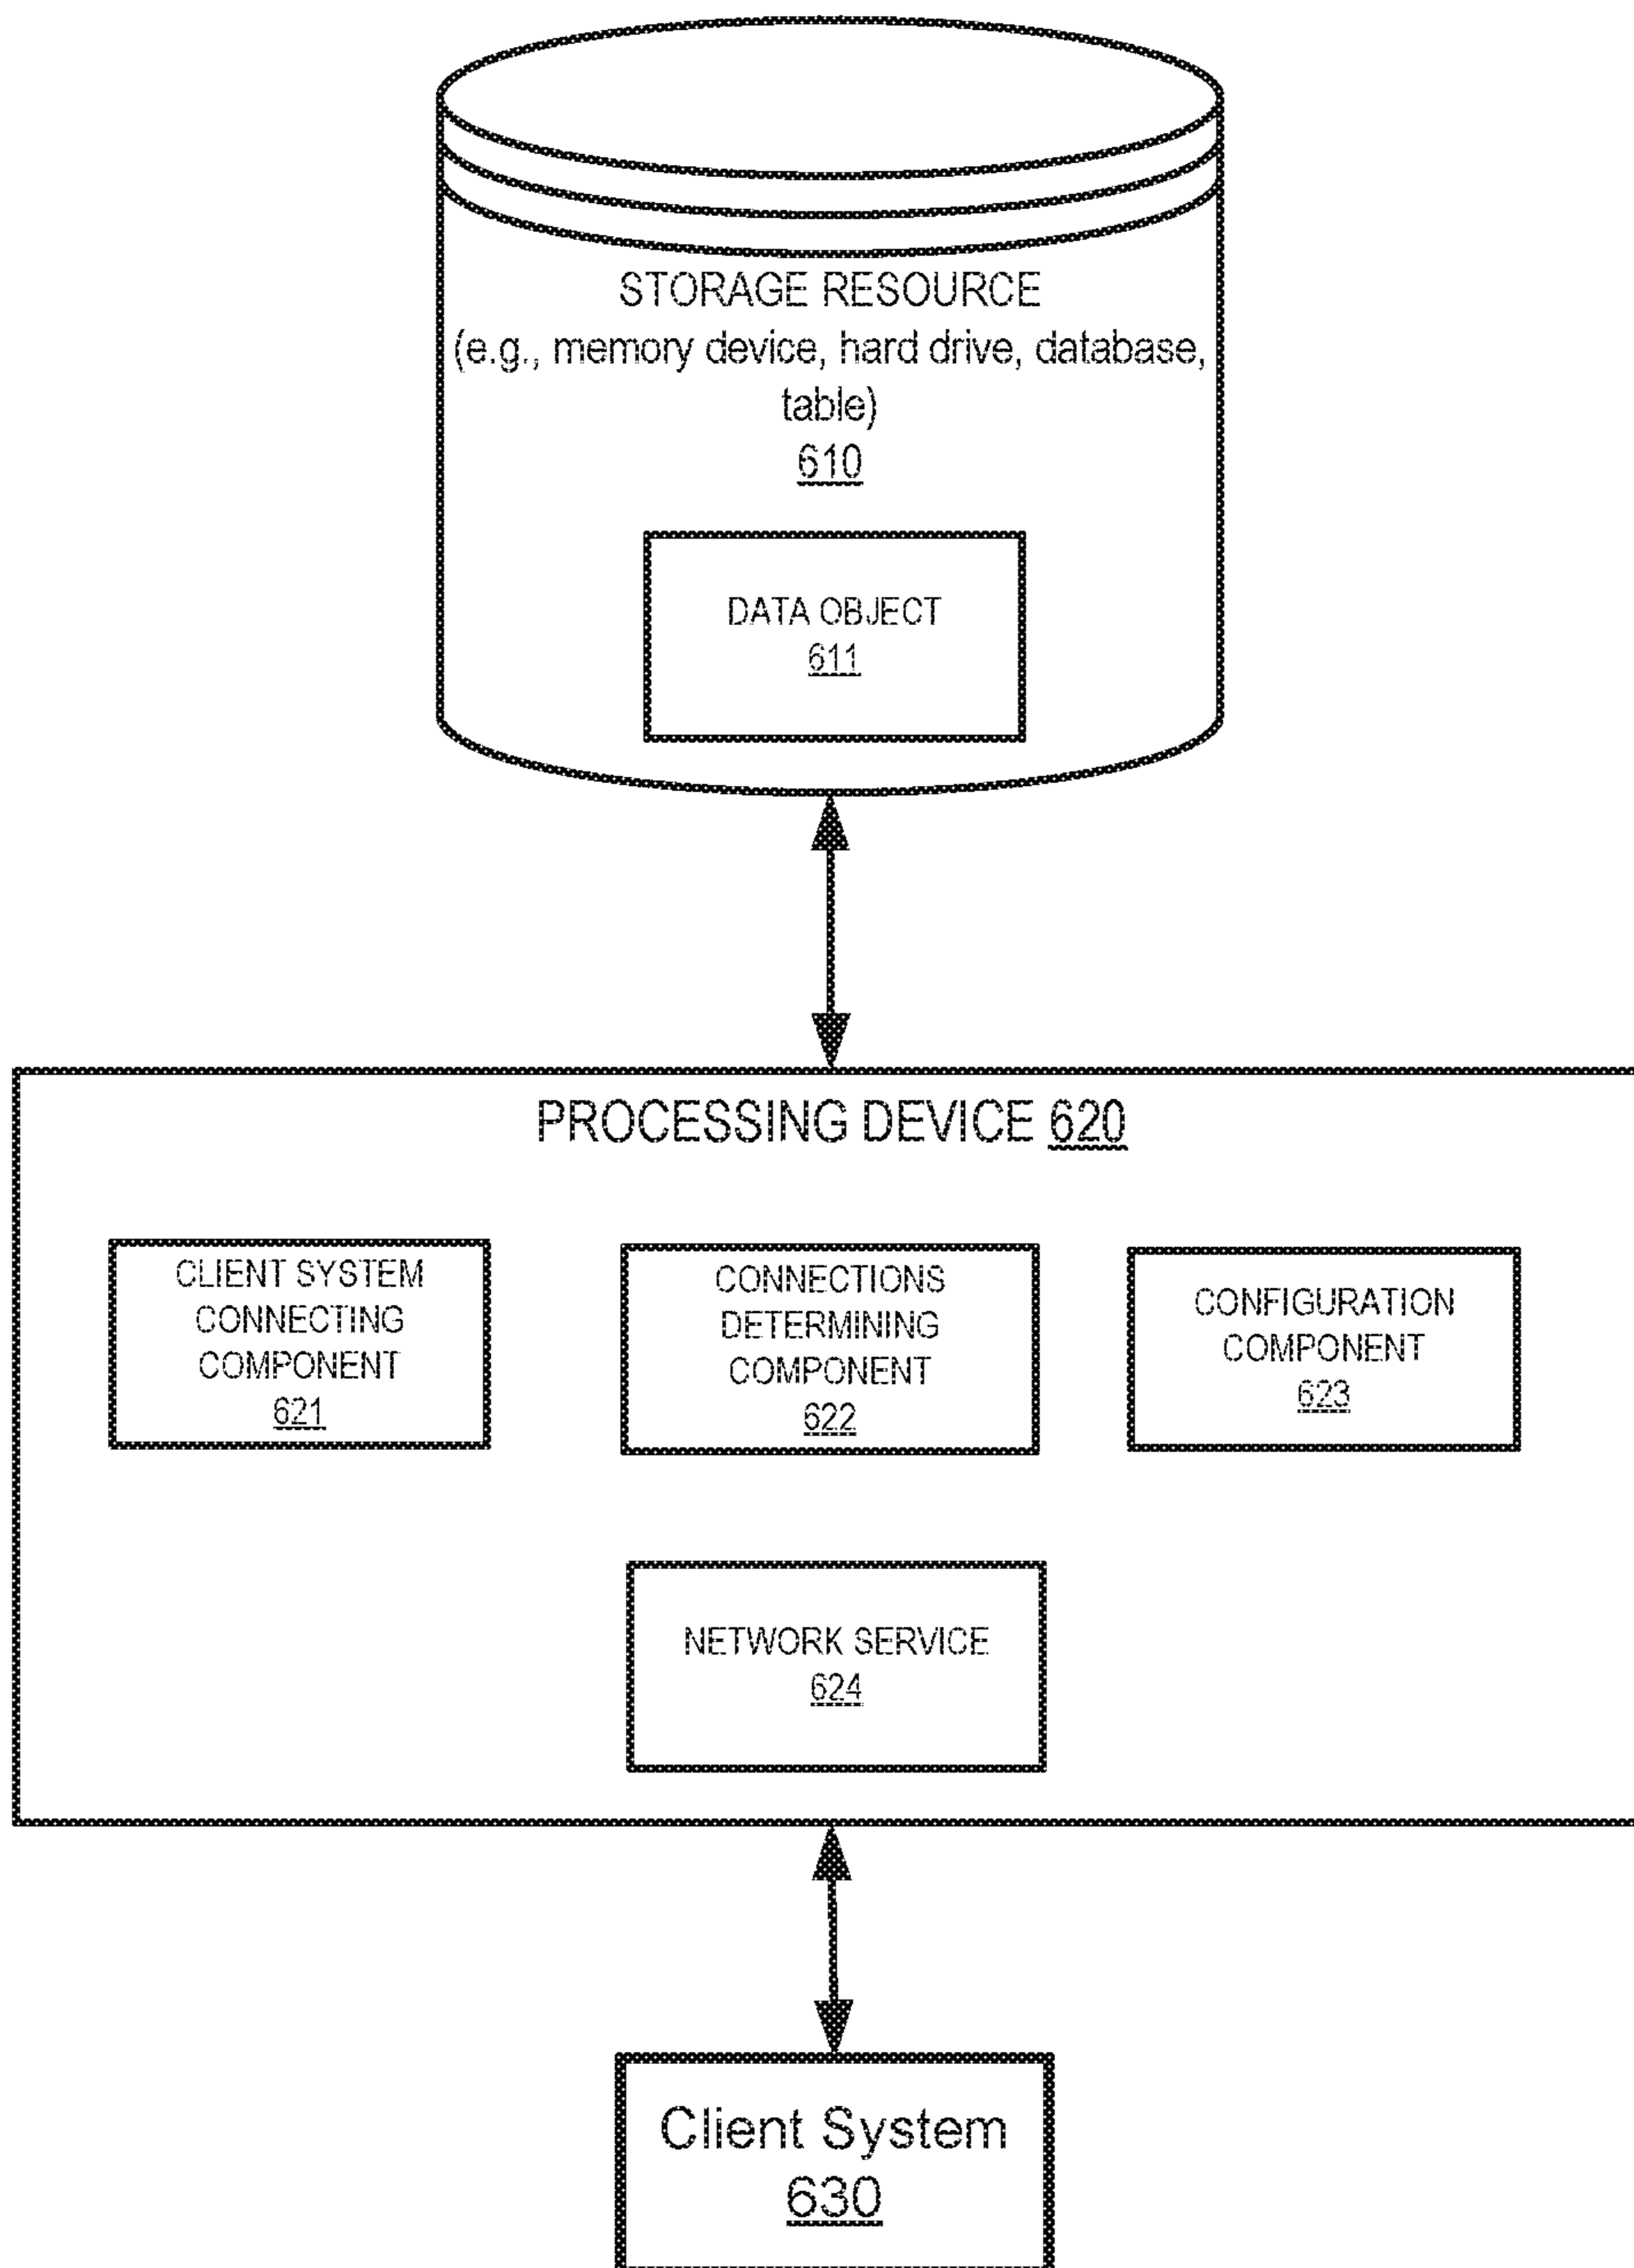 STORAGE RESOURCE
(e.g., memory device, hard drive, database,
table)
610
DATA OBJECT
611
PROCESSING DEVICE 620
CLIENT SYSTEM
CONNECTING
COMPONENT
621
CONNECTIONS
DETERMINING
COMPONENT
622
CONFIGURATION
COMPONENT
623
NETWORK SERVICE
624
Client System
630